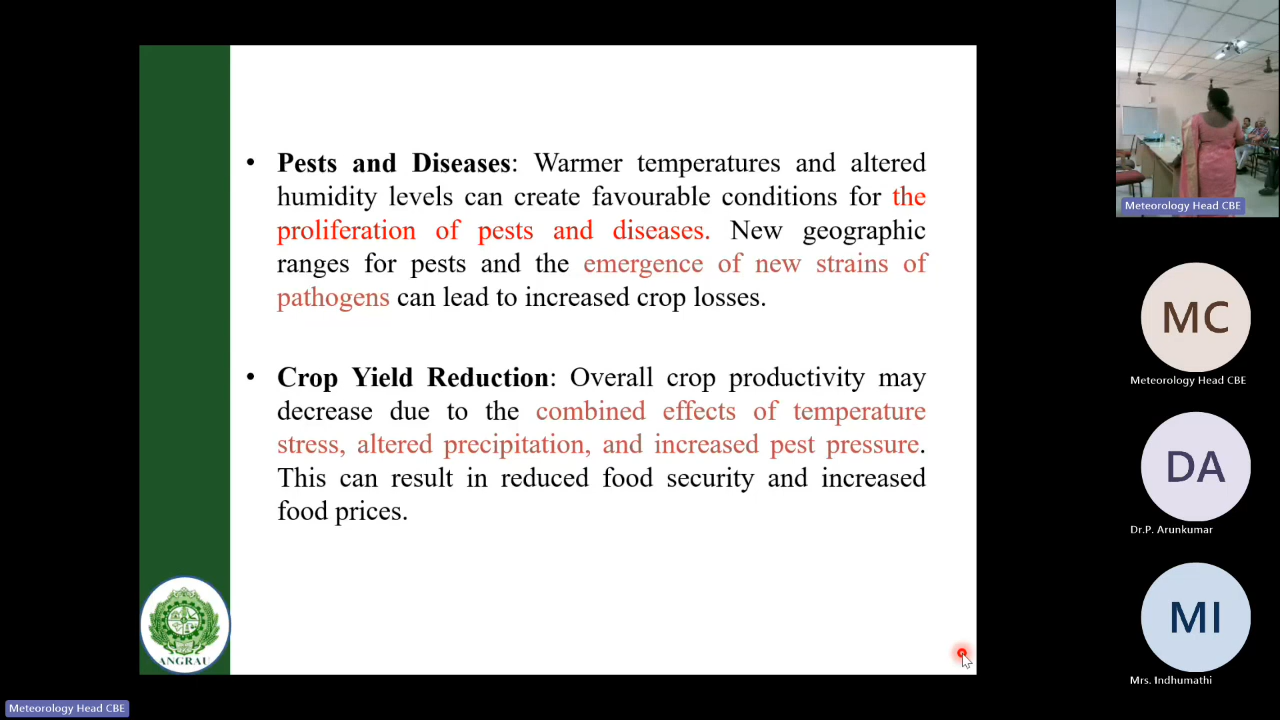 • Pests and Diseases: Warmer temperatures and altered
humidity levels can create favourable conditions for the
proliferation of pests and diseases. New geographic
ranges for pests and the emergence of new strains of
pathogens can lead to increased crop losses.
• Crop Yield Reduction: Overall crop productivity may
decrease due to the combined effects of temperature
stress, altered precipitation, and increased pest pressure.
This can result in reduced food security and increased
food prices.
ANGRAU
Meteorology Head CBE
Meteorology Head CBE
MC
Meteorology Head CBE
DA
Dr.P. Arunkumar
MI
Mrs. Indhumathi